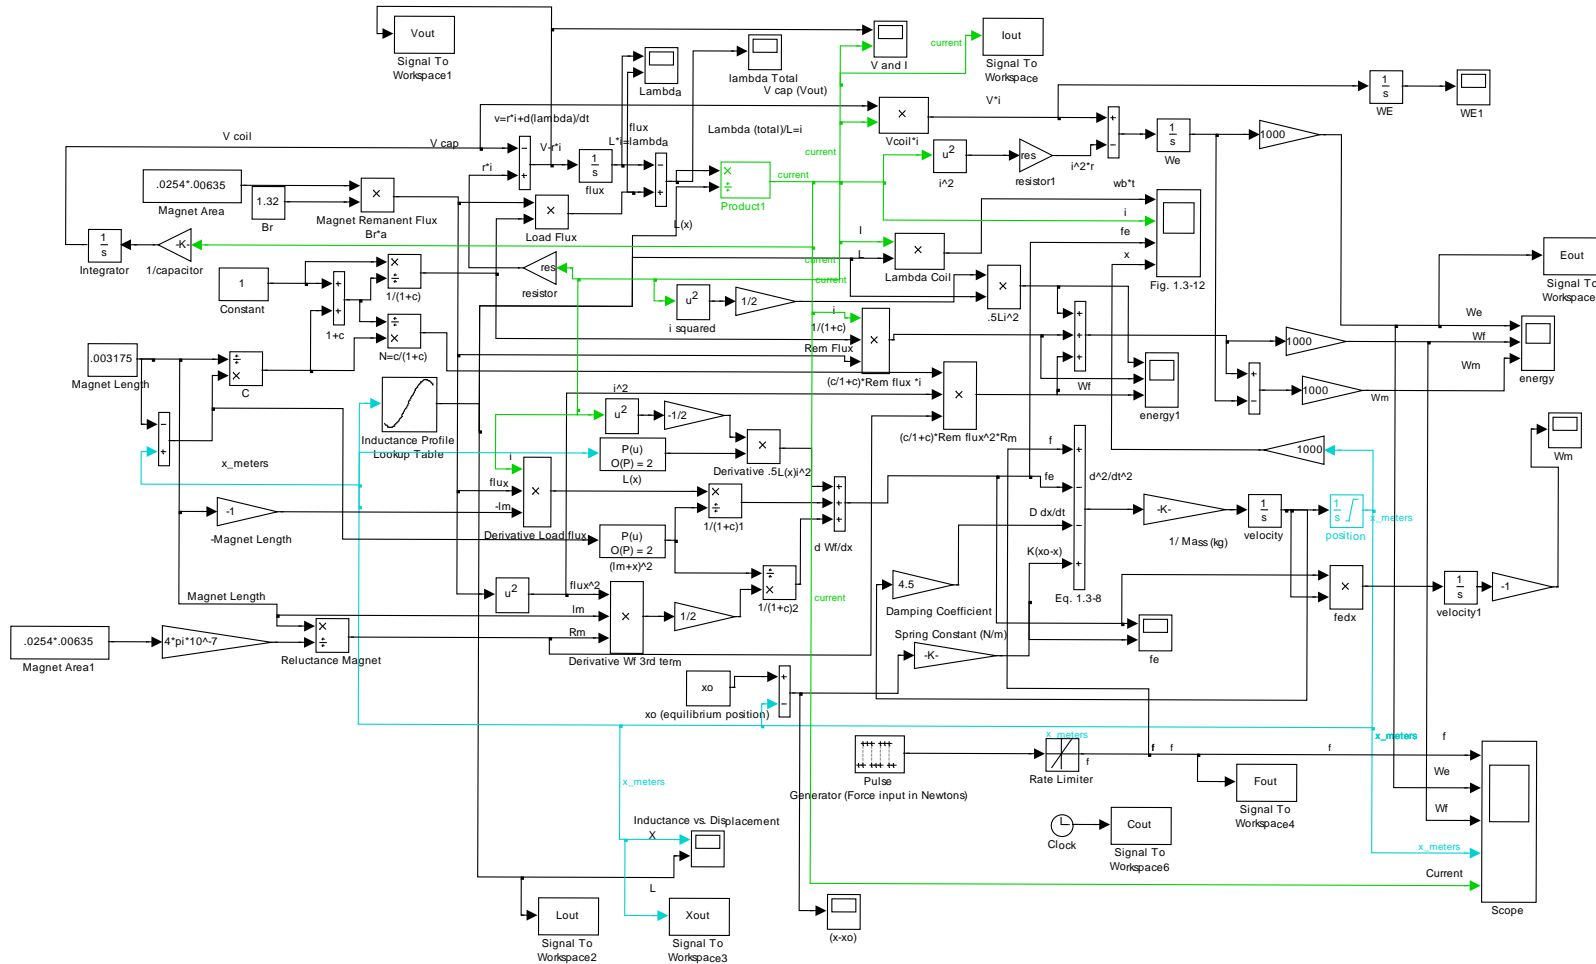 Vout
Signal To
Workspace1
Lambda
lambda Total
V cap (Vout)
V and I
current
Iout
Signal To
Workspace
V*i
1
s
WE
WE1
V coil
V cap
v=r*i+d(lambda)/dt
r*i
V-r*i
1
s
flux
flux
L*i=lambda
Lambda (total)/L=i
current
current
Product1
Vcoil*i
u²
i^2
res
resistor1
i^2*r
1
s
We
1000
.0254*.00635
Magnet Area
1.32
Br
Magnet Remanent Flux
Br*a
Load Flux
L(x)
wb*t
i
fe
x
Fig. 1.3-12
1
s
Integrator
-K-
1/capacitor
I
L
Lambda Coil
current
current
Eout
Signal To
Workspace
1
Constant
1+c
1/(1+c)
N=c/(1+c)
res
resistor
u²
i squared
1/2
.5Li^2
i
1/(1+c)
Rem Flux
(c/1+c)*Rem flux *i
Wf
energy1
1000
1000
Wm
We
Wf
Wm
energy
.003175
Magnet Length
C
Inductance Profile
Lookup Table
i^2
u²
-1/2
(c/1+c)*Rem flux^2*Rm
x_meters
P(u)
O(P) = 2
L(x)
Derivative .5L(x)i^2
i
flux
-lm
Derivative Load flux
1/(1+c)1
P(u)
O(P) = 2
(lm+x)^2
d Wf/dx
-1
-Magnet Length
f
fe
d^2/dt^2
D dx/dt
K(xo-x)
Eq. 1.3-8
-K-
1/ Mass (kg)
1
s
velocity
1
s
position
x_meters
1000
Wm
u²
flux^2
lm
Rm
Derivative Wf 3rd term
1/2
1/(1+c)2
current
4.5
Damping Coefficient
fedx
1
s
velocity1
-1
Magnet Length
.0254*.00635
Magnet Area1
4*pi*10^-7
Reluctance Magnet
Spring Constant (N/m)
-K-
fe
xo
xo (equilibrium position)
x_meters
x_meters
Pulse
Generator (Force input in Newtons)
Rate Limiter
f
f
f
f
f
Fout
Signal To
Workspace4
We
Wf
x_meters
Current
Scope
x_meters
Inductance vs. Displacement
X
L
Clock
Cout
Signal To
Workspace6
Lout
Signal To
Workspace2
Xout
Signal To
Workspace3
(x-xo)